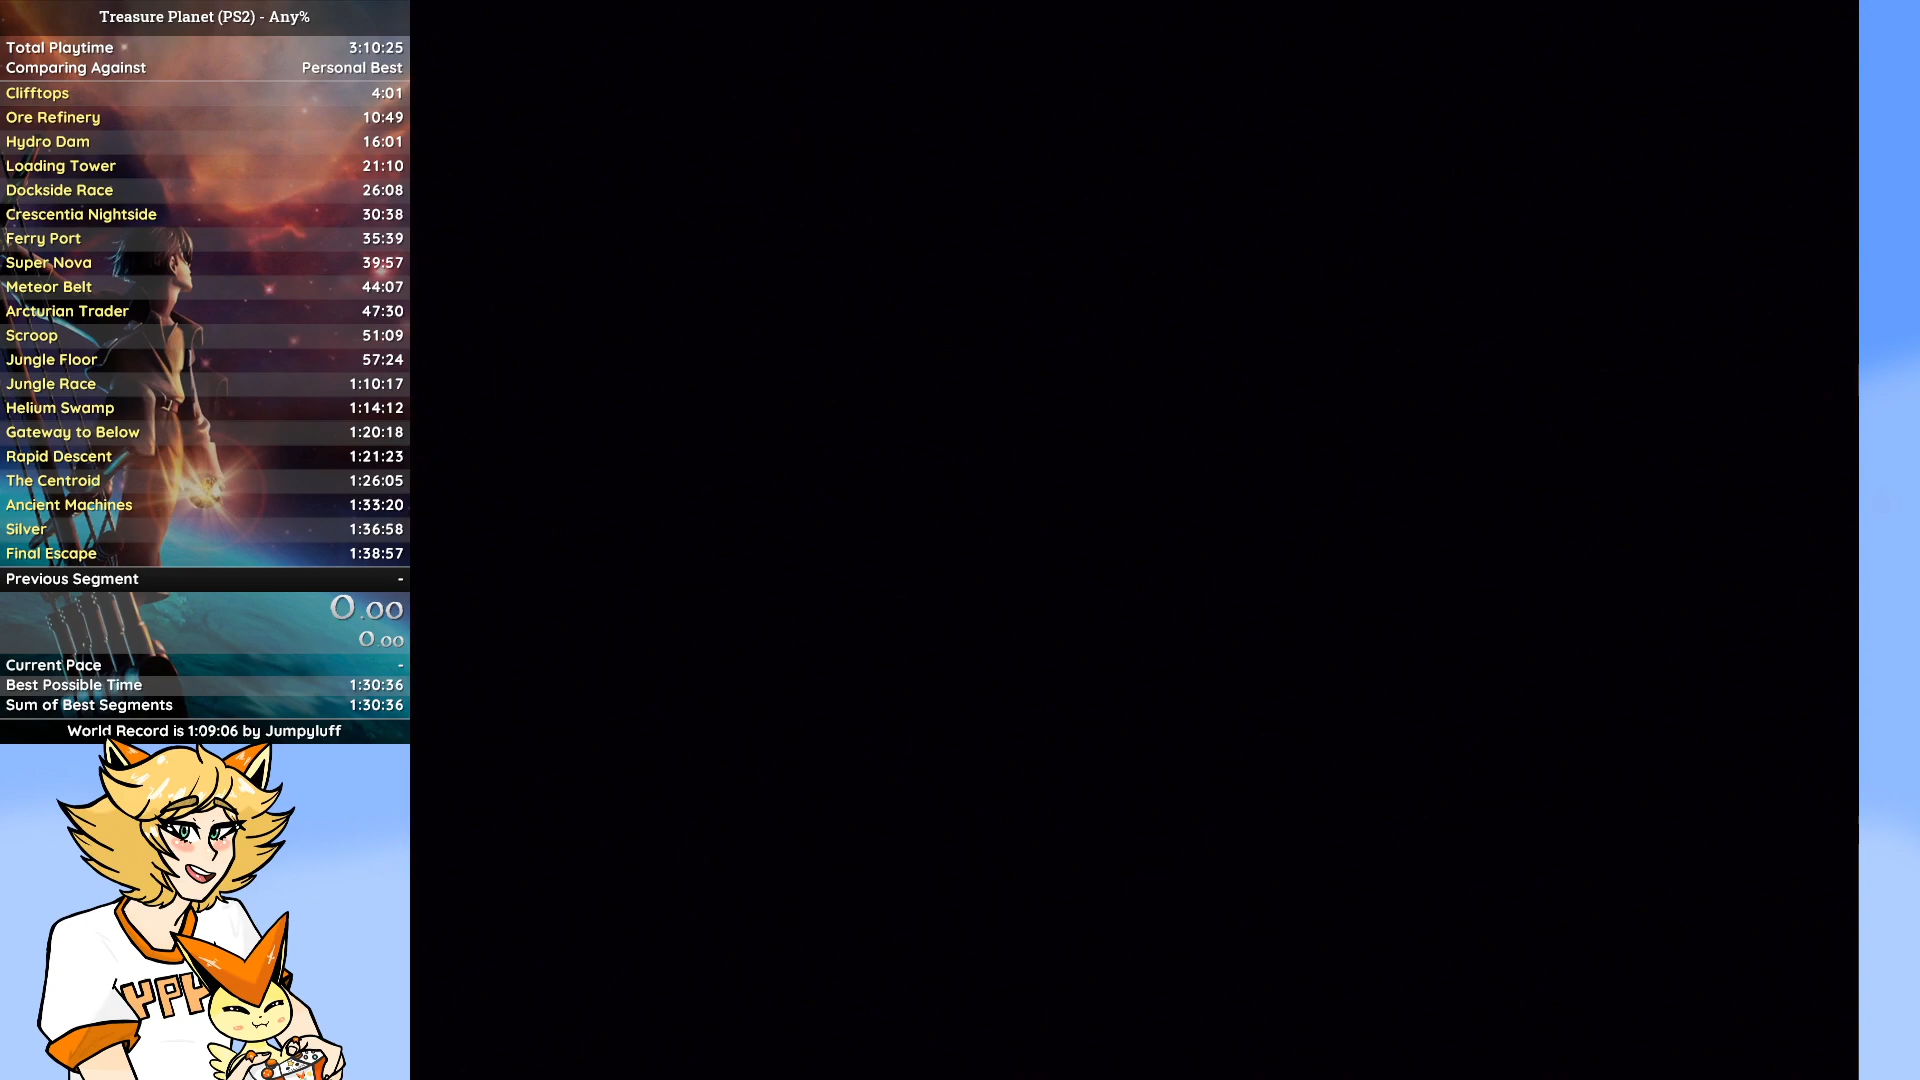 Treasure Planet (PS2) - Any%
Total Playtime 3:10:25
Comparing Against Personal Best
Clifftops 4:01
Ore Refinery 10:49
Hydro Dam 16:01
Loading Tower 21:10
Dockside Race 26:08
Crescentia Nightside 30:38
Ferry Port 35:39
Super Nova 39:57
Meteor Belt 44:07
Arcturian Trader 47:30
Scroop 51:09
Jungle Floor 57:24
Jungle Race 1:10:17
Helium Swamp 1:14:12
Gateway to Below 1:20:18
Rapid Descent 1:21:23
The Centroid 1:26:05
Ancient Machines 1:33:20
Silver 1:36:58
Final Escape 1:38:57
Previous Segment -
0.00
0.00
Current Pace -
Best Possible Time 1:30:36
Sum of Best Segments 1:30:36
World Record is 1:09:06 by Jumpyluff